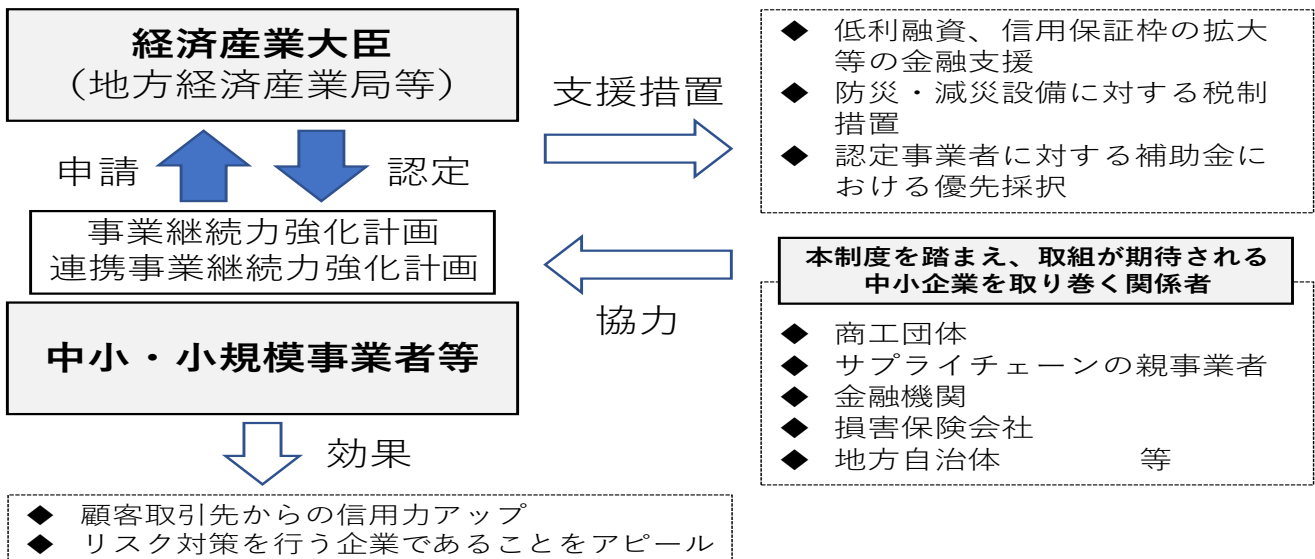 経済産業大臣
（地方経済産業局等）
申請
認定
事業継続力強化計画
連携事業継続力強化計画
中小・小規模事業者等
効果
◆ 顧客取引先からの信用力アップ
◆ リスク対策を行う企業であることをアピール
支援措置
◆ 低利融資、信用保証枠の拡大
等の金融支援
◆ 防災・減災設備に対する税制
措置
◆ 認定事業者に対する補助金に
おける優先採択
協力
本制度を踏まえ、取組が期待される
中小企業を取り巻く関係者
◆ 商工団体
◆ サプライチェーンの親事業者
◆ 金融機関
◆ 損害保険会社
◆ 地方自治体　等